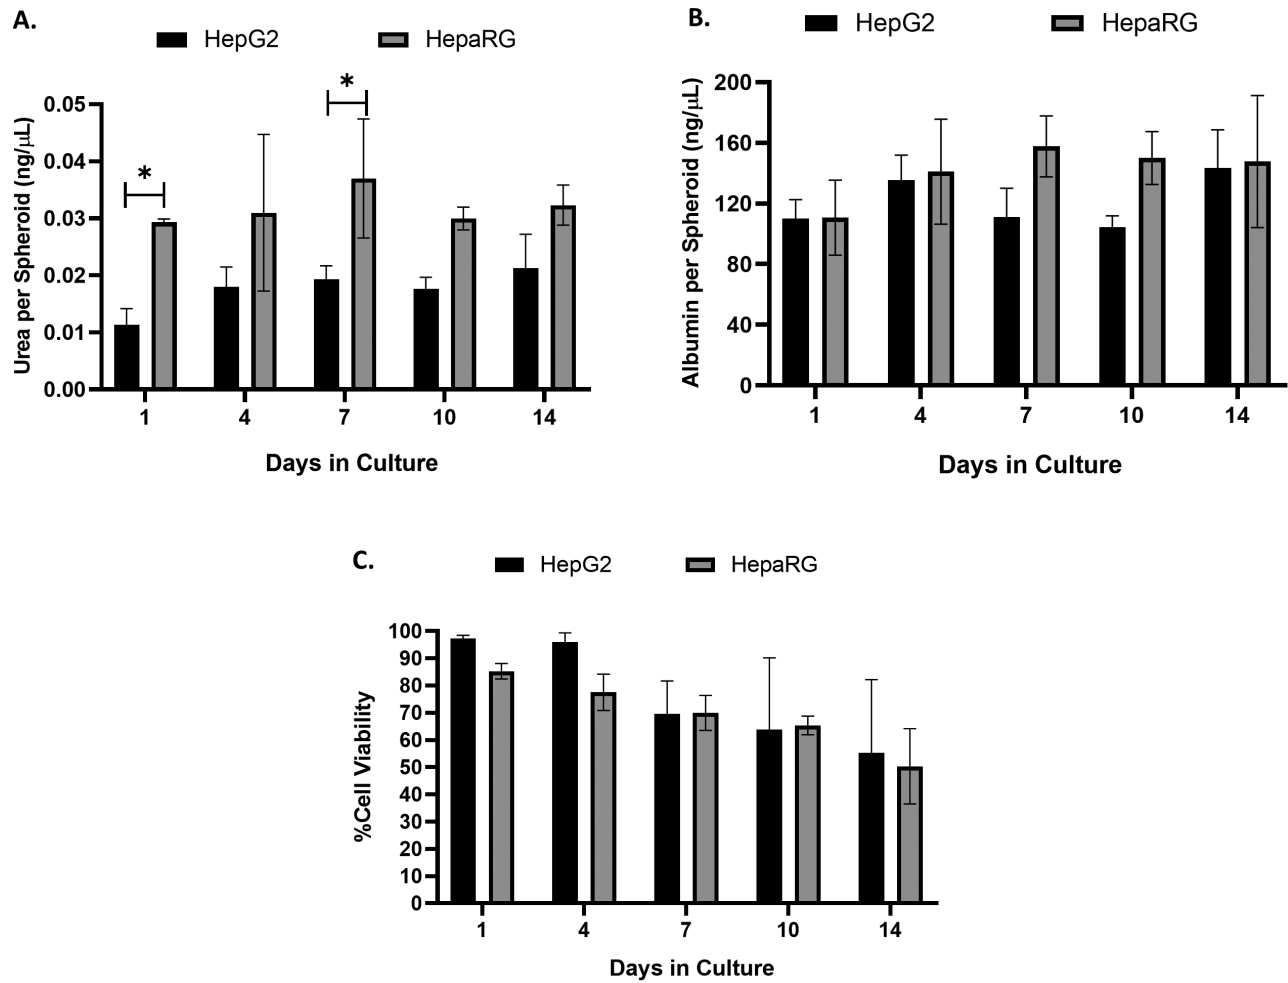 A.
HepG2
HepaRG
*
*
Urea per Spheroid (ng/μL)
0.05
0.04
0.03
0.02
0.01
0.00
1 4 7 10 14
Days in Culture
B.
HepG2
HepaRG
Albumin per Spheroid (ng/μL)
200
160
120
80
40
0
1 4 7 10 14
Days in Culture
C.
HepG2
HepaRG
%Cell Viability
100
90
80
70
60
50
40
30
20
10
0
1 4 7 10 14
Days in Culture